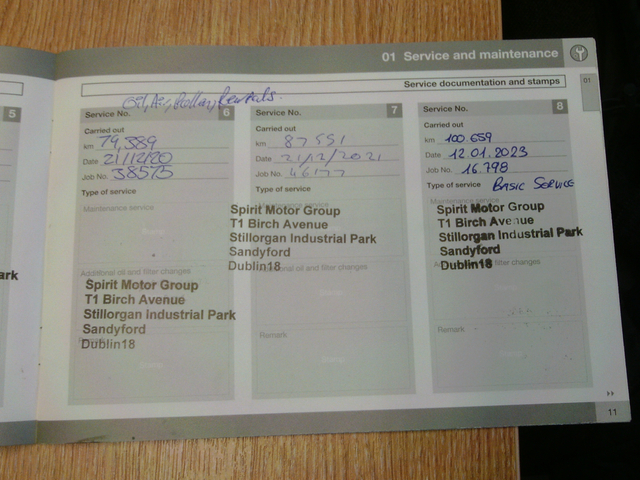 01 Service and maintenance
01
Service documentation and stamps
5
Service No. 6
Carried out
km 74,389
Date 21/12/20
Job No. 38575
Type of service
Maintenance service
Additional oil and filter changes
Spirit Motor Group
T1 Birch Avenue
Stillorgan Industrial Park
Sandyford
Dublin18
Service No. 7
Carried out
km 87551
Date 21/12/2021
Job No. 46177
Type of service
Spirit Motor Group
T1 Birch Avenue
Stillorgan Industrial Park
Sandyford
Dublin18
Additional oil and filter changes
Remark
Service No. 8
Carried out
km 100.659
Date 12.01.2023
Job No. 16.798
Type of service BASIC SERVICE
Maintenance service
Spirit Motor Group
T1 Birch Avenue
Stillorgan Industrial Park
Sandyford
Dublin18
Remark
ark
11